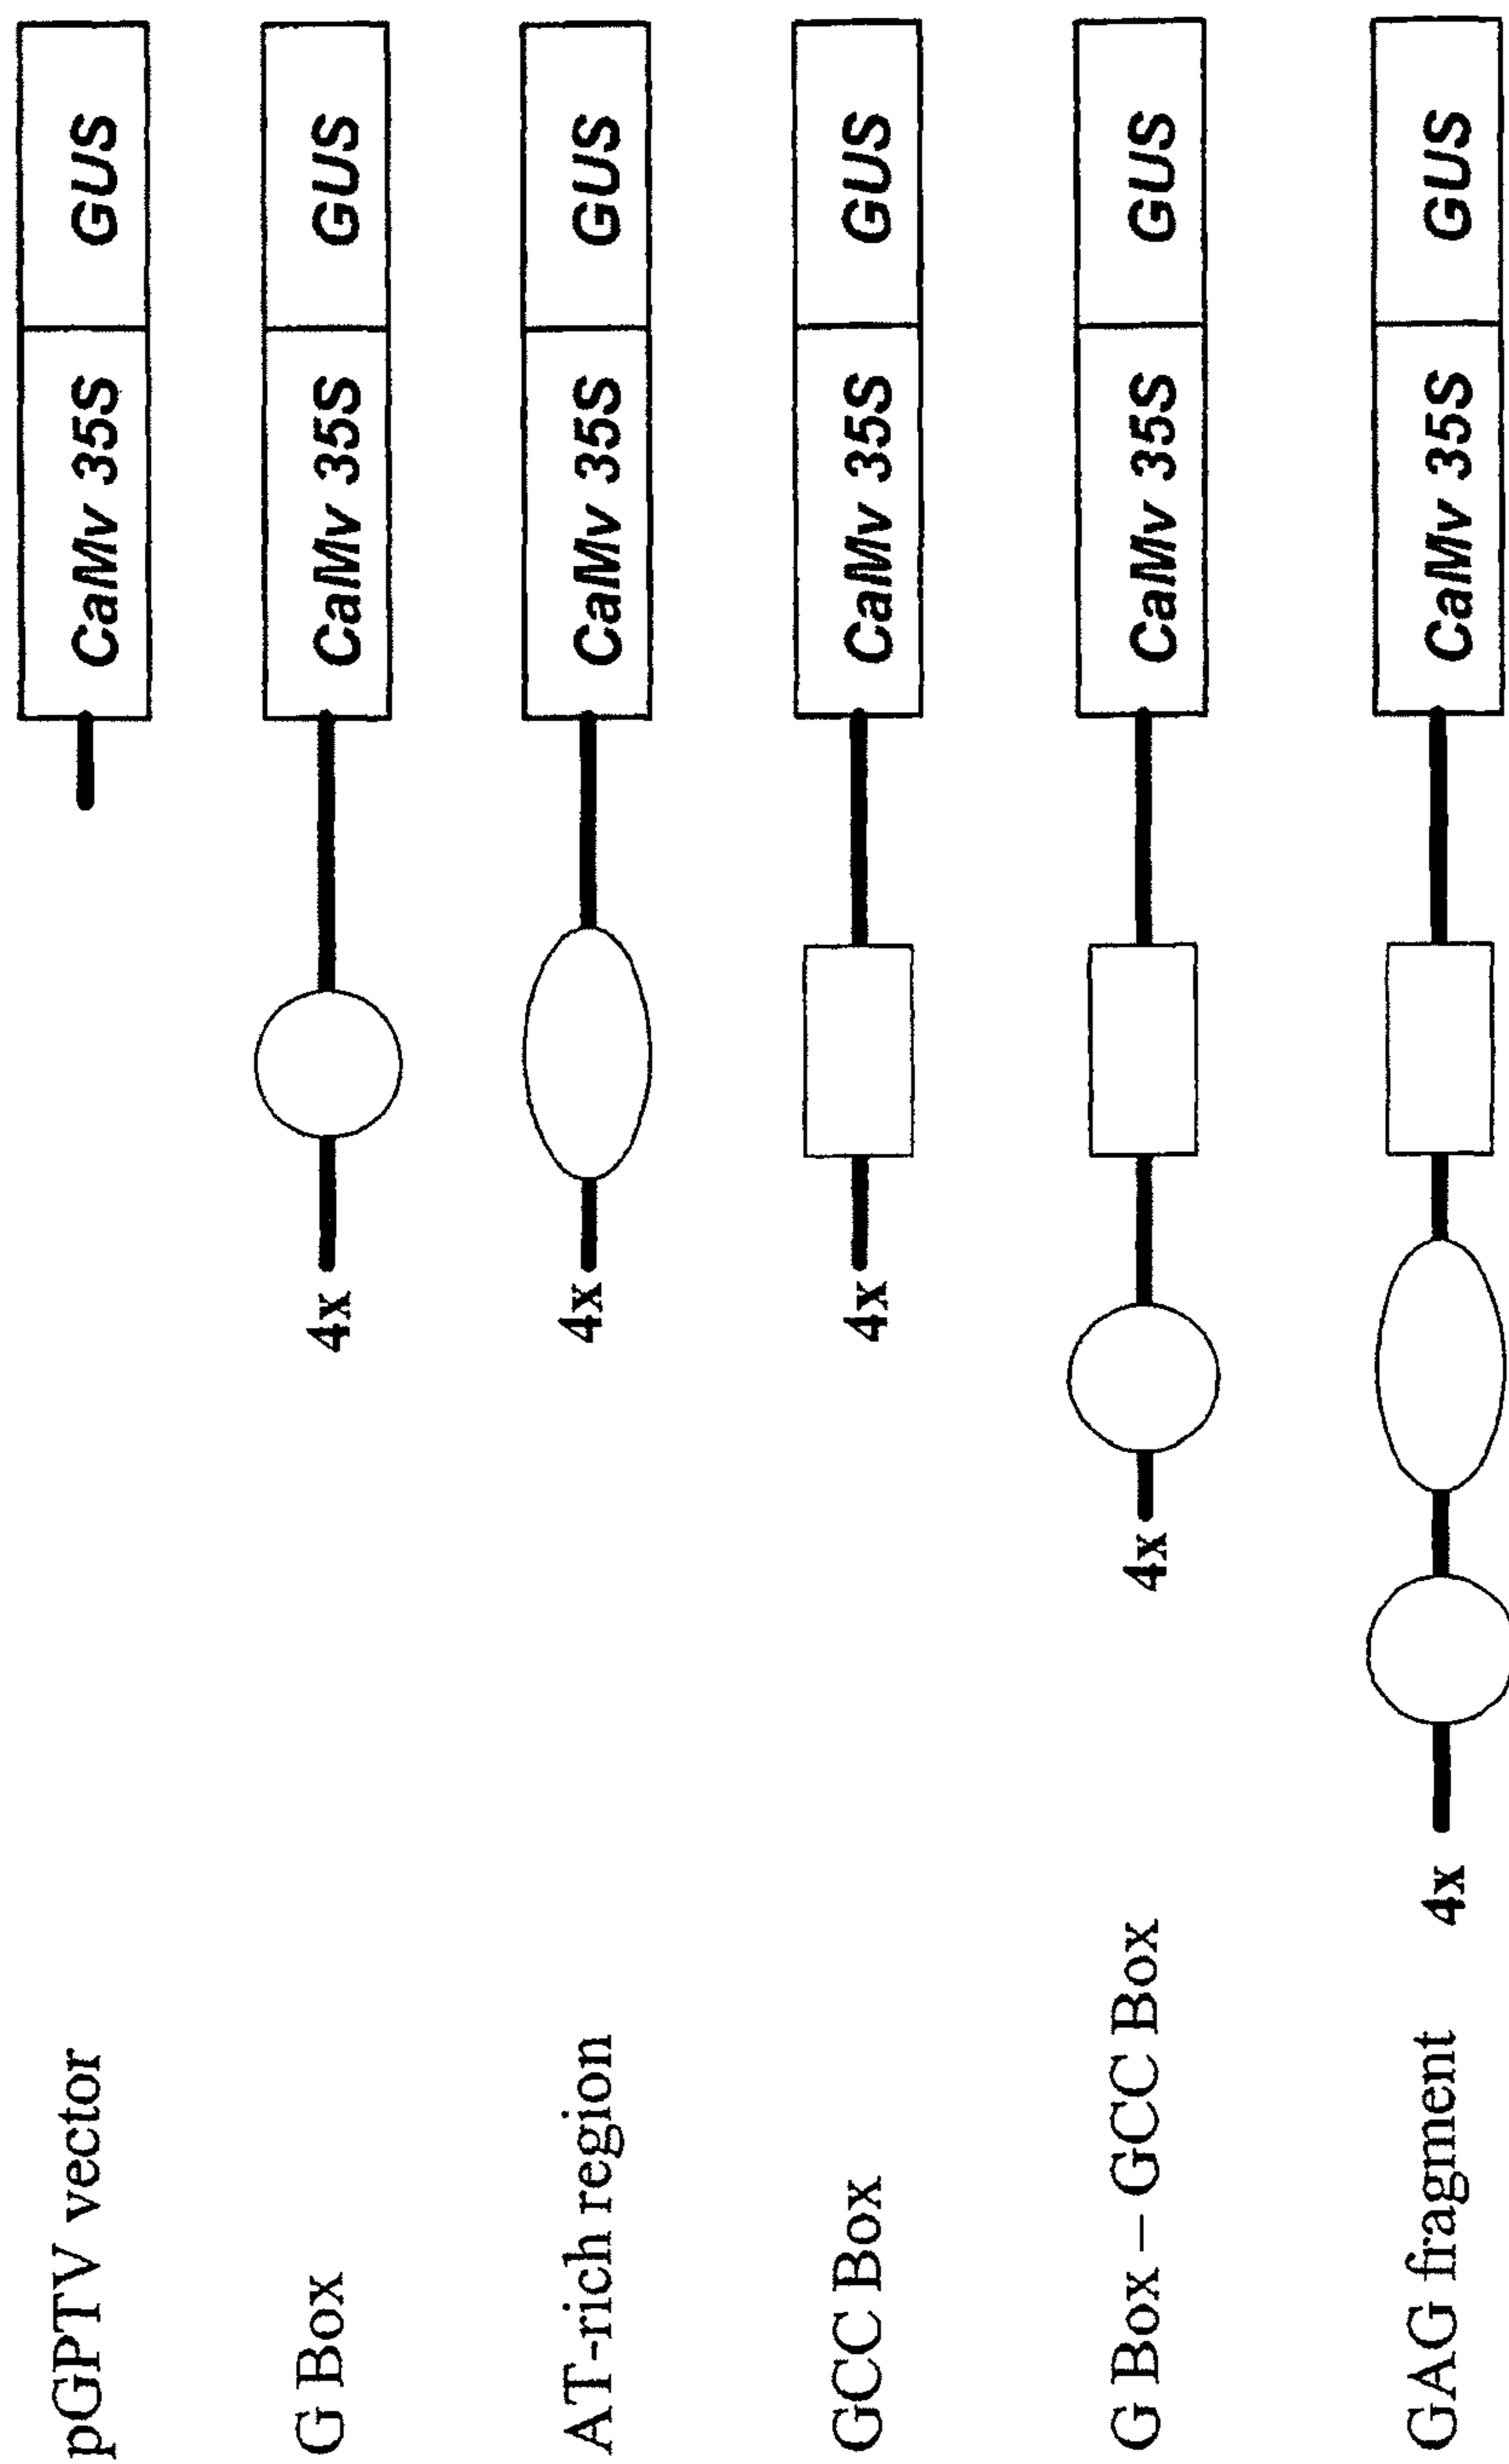 pGPTV vector CaMv 35S GUS
G Box 4x CaMv 35S GUS
AT-rich region 4x CaMv 35S GUS
GCC Box 4x CaMv 35S GUS
G Box – GCC Box 4x CaMv 35S GUS
GAG fragment 4x CaMv 35S GUS